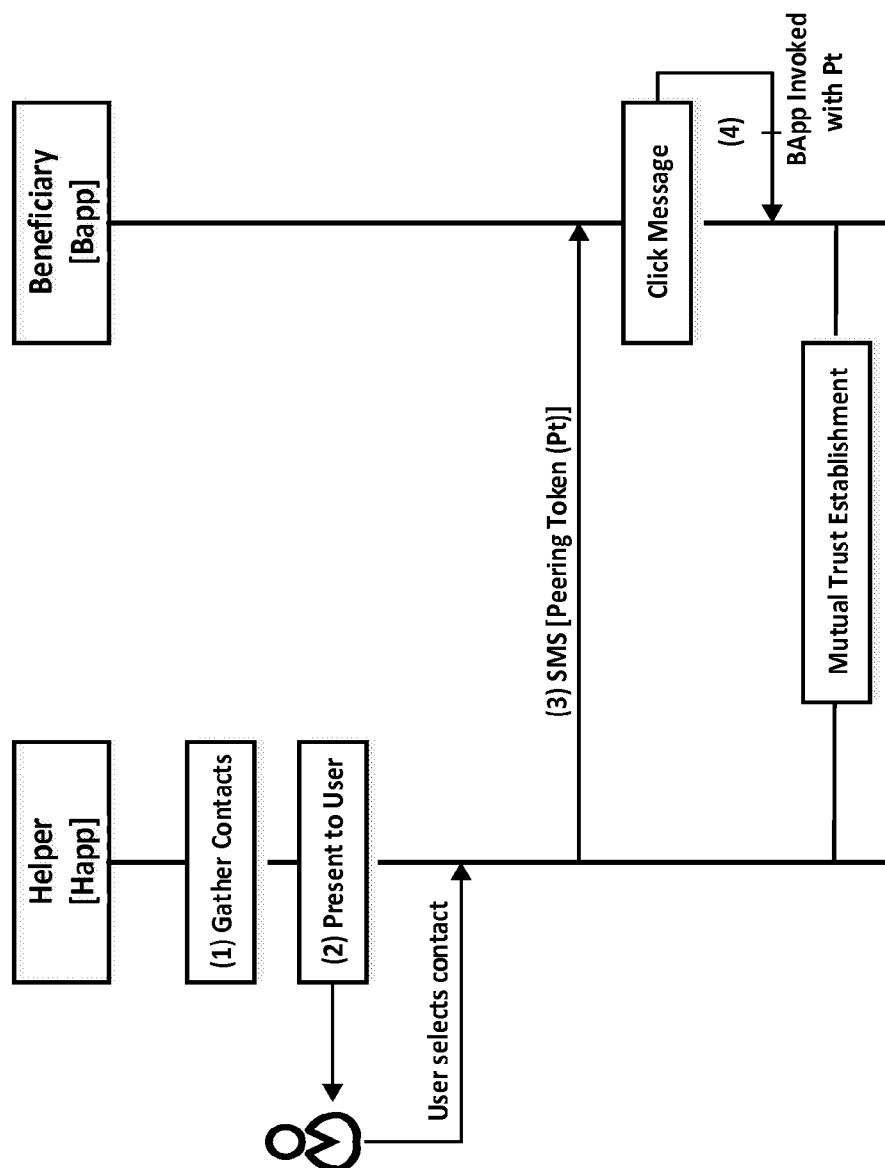 Helper
[Happ]
Beneficiary
[Bapp]
(1) Gather Contacts
(2) Present to User
User selects contact
(3) SMS [Peering Token (Pt)]
Click Message
(4)
BApp Invoked
with Pt
Mutual Trust Establishment